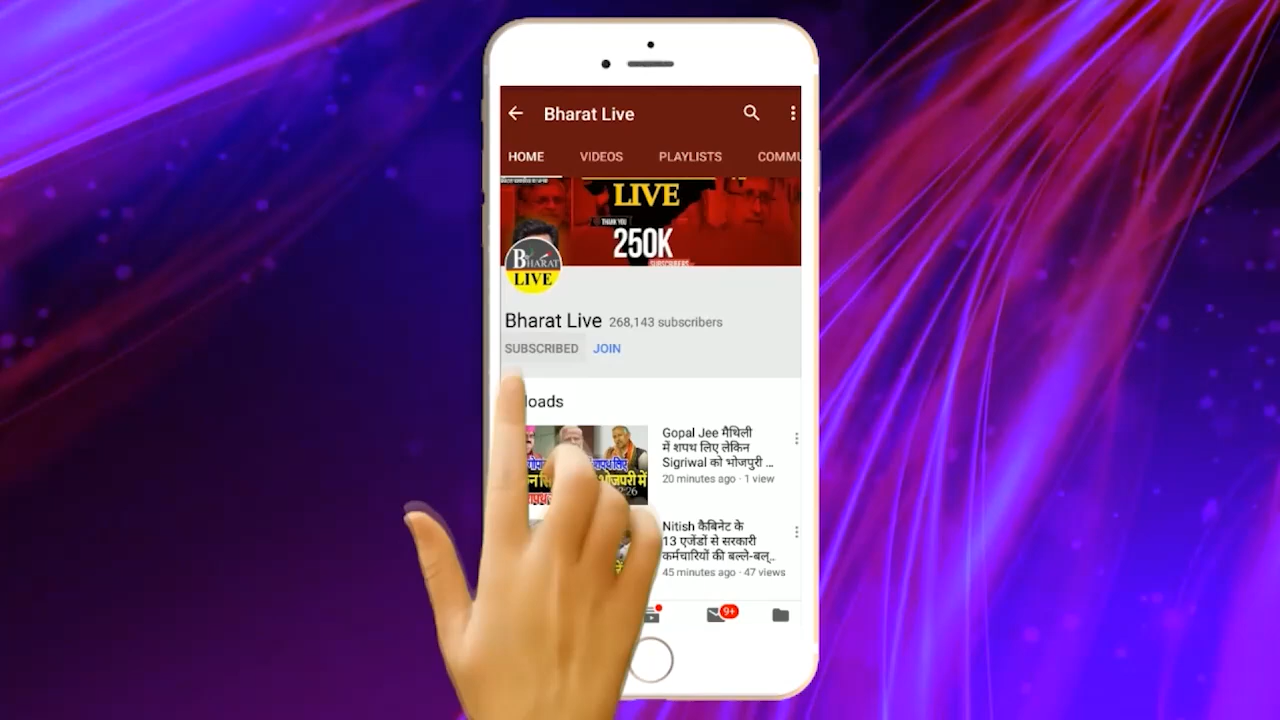 Bharat Live
HOME VIDEOS PLAYLISTS COMMU
LIVE
THANK YOU
250K
SUBSCRIBERS
BHARAT
LIVE
Bharat Live 268,143 subscribers
SUBSCRIBED JOIN
loads
Gopal Jee मैथिली
में शपथ लिए लेकिन
Sigriwal को भोजपुरी ...
20 minutes ago · 1 view
शपथ लिए
भोजपुरी में
Nitish कैबिनेट के
13 एजेंडों से सरकारी
कर्मचारियों की बल्ले-बल्..
45 minutes ago · 47 views
9+